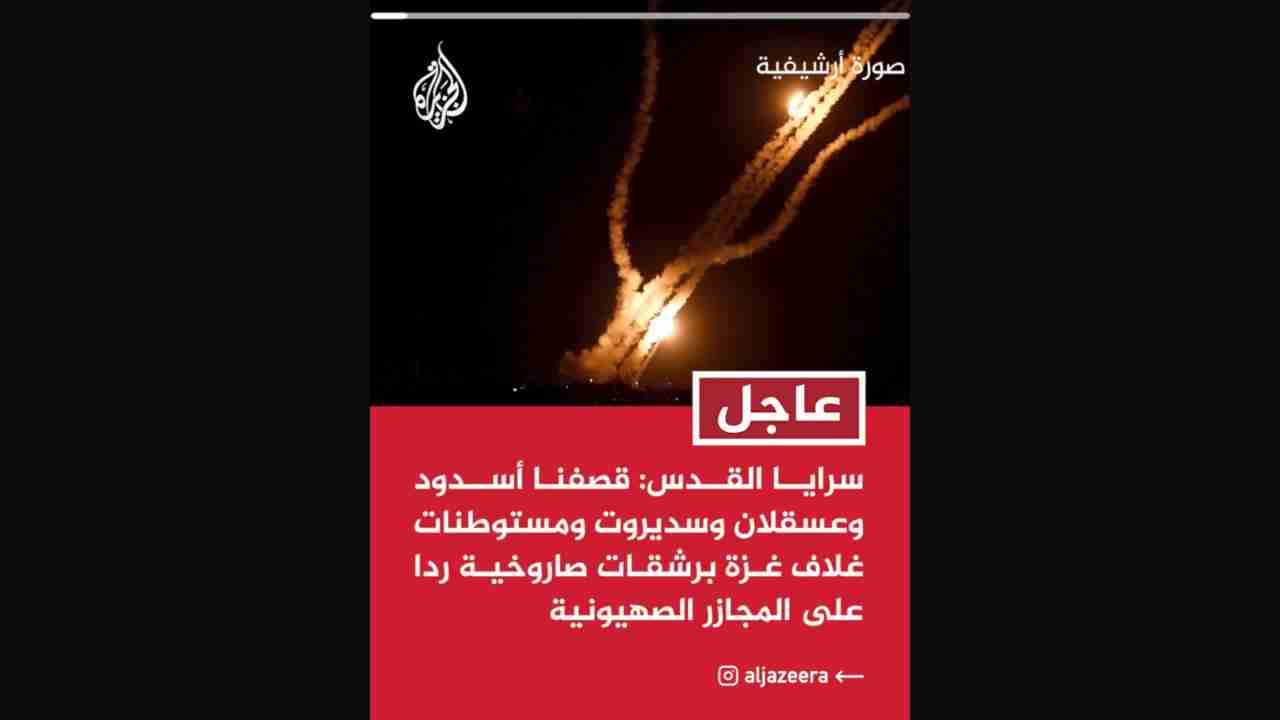 صورة أرشيفية
الجزيرة
عاجل
سرايا القدس: قصفنا أسدود
وعسقلان وسديروت ومستوطنات
غلاف غزة برشقات صاروخية ردا
على المجازر الصهيونية
aljazeera